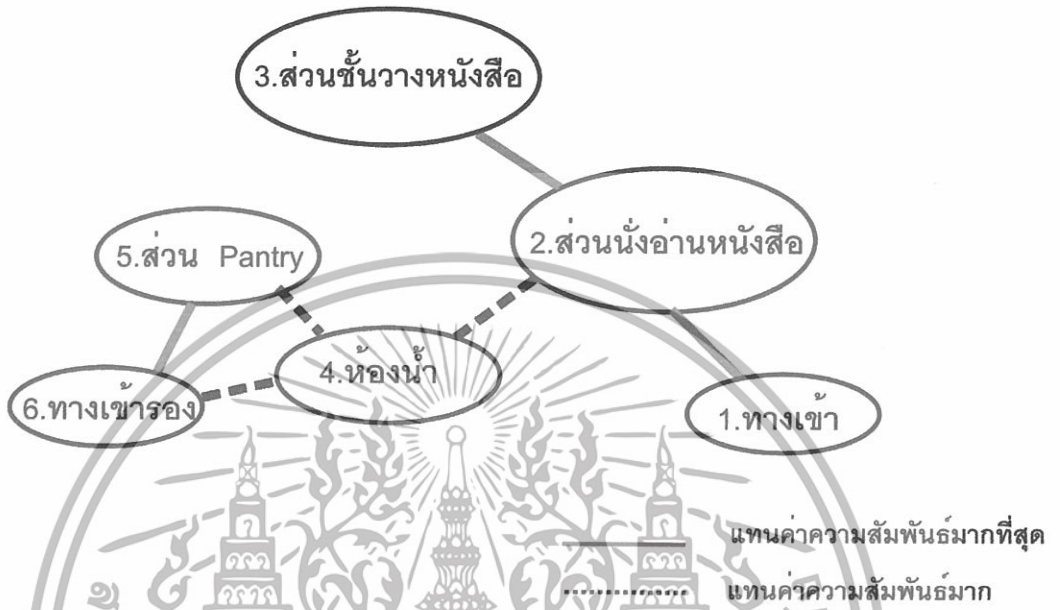 3.ส่วนชั้นวางหนังสือ
2.ส่วนนั่งอ่านหนังสือ
5.ส่วน Pantry
4.ห้องน้ำ
6.ทางเข้ารอง
1.ทางเข้า
แทนค่าความสัมพันธ์มากที่สุด
แทนค่าความสัมพันธ์มาก